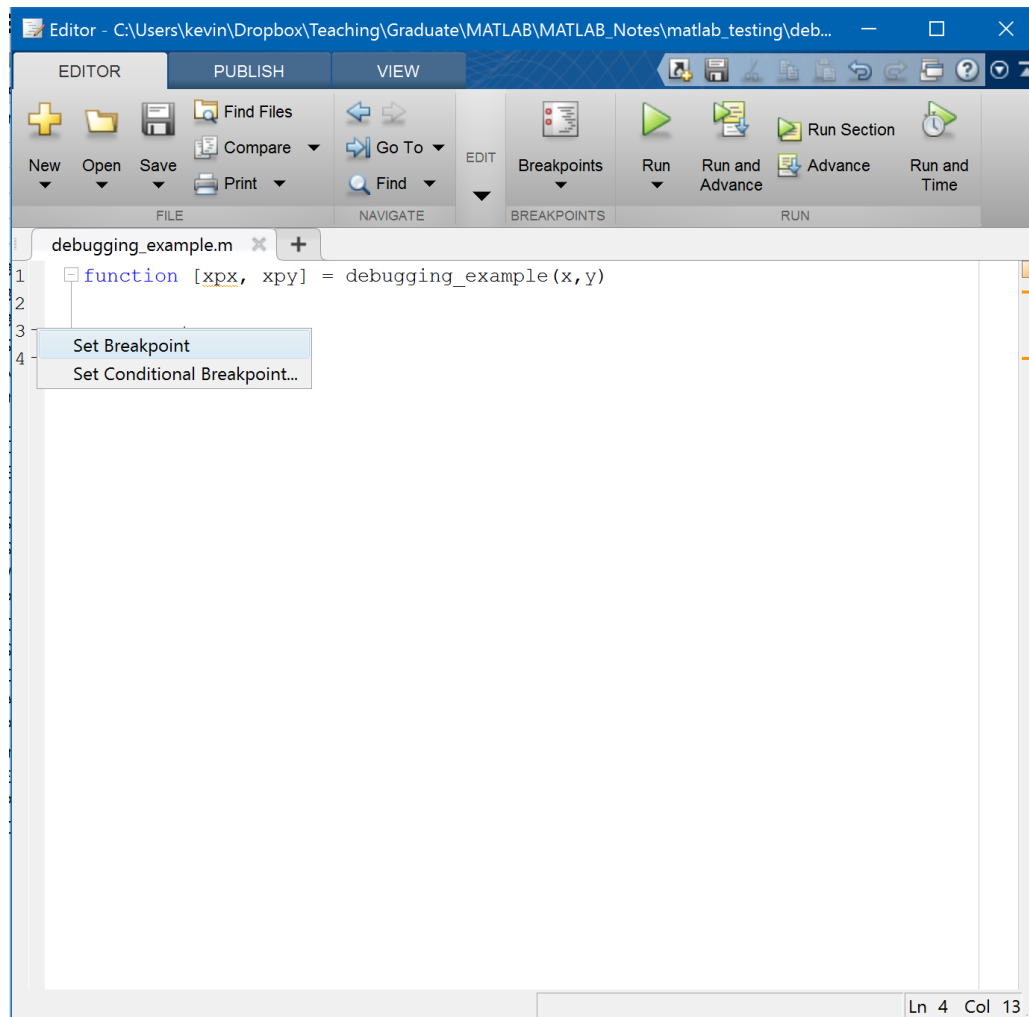 Editor - C:\Users\kevin\Dropbox\Teaching\Graduate\MATLAB\MATLAB_Notes\matlab_testing\deb...
EDITOR PUBLISH VIEW
New Open Save
Find Files
Compare
Print
FILE
Go To
Find
NAVIGATE
EDIT
Breakpoints
BREAKPOINTS
Run
Run and Advance
Run Section
Advance
Run and Time
RUN
debugging_example.m
1 function [xpx, xpy] = debugging_example(x,y)
2
3
4
Set Breakpoint
Set Conditional Breakpoint...
Ln 4 Col 13